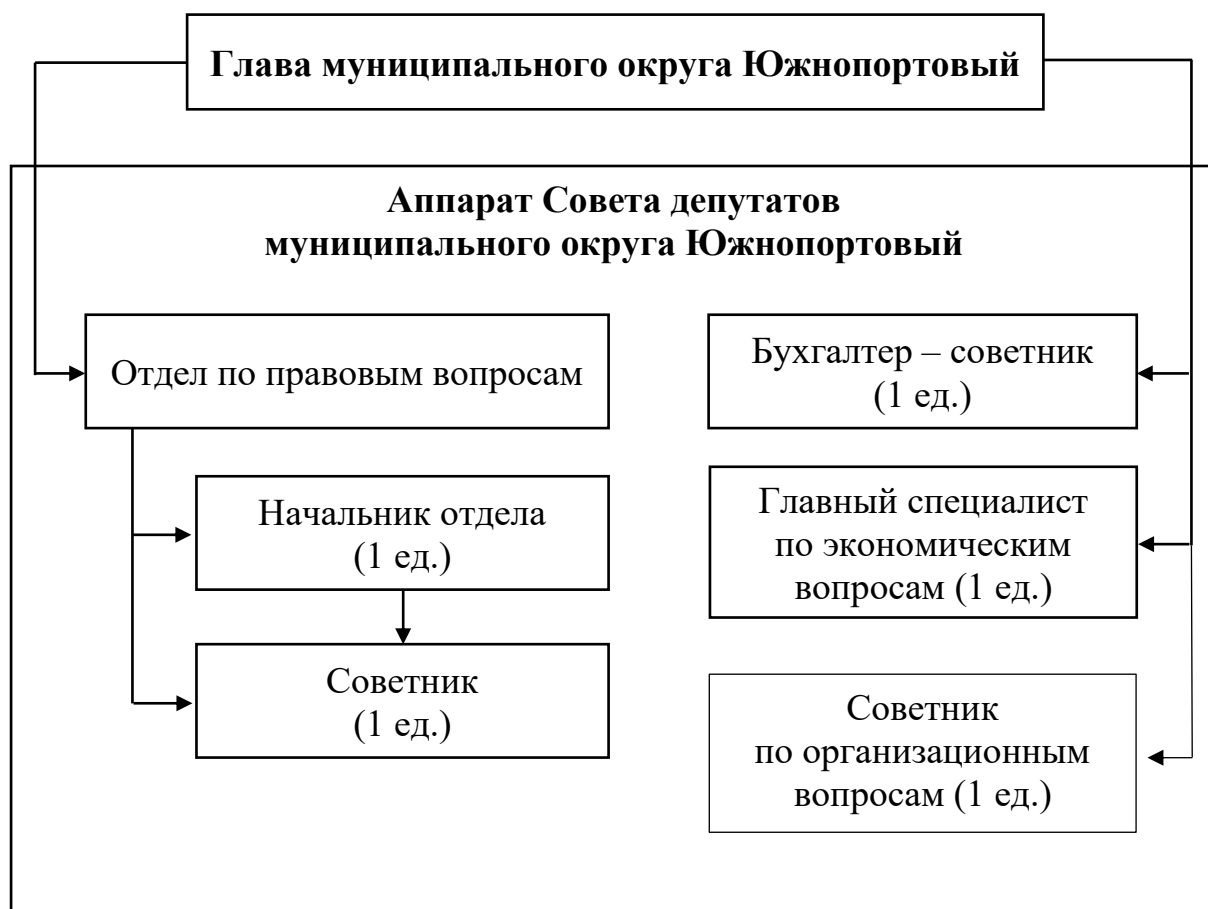 Глава муниципального округа Южнопортовый
Аппарат Совета депутатов
муниципального округа Южнопортовый
Отдел по правовым вопросам
Начальник отдела
(1 ед.)
Советник
(1 ед.)
Бухгалтер – советник
(1 ед.)
Главный специалист
по экономическим
вопросам (1 ед.)
Советник
по организационным
вопросам (1 ед.)